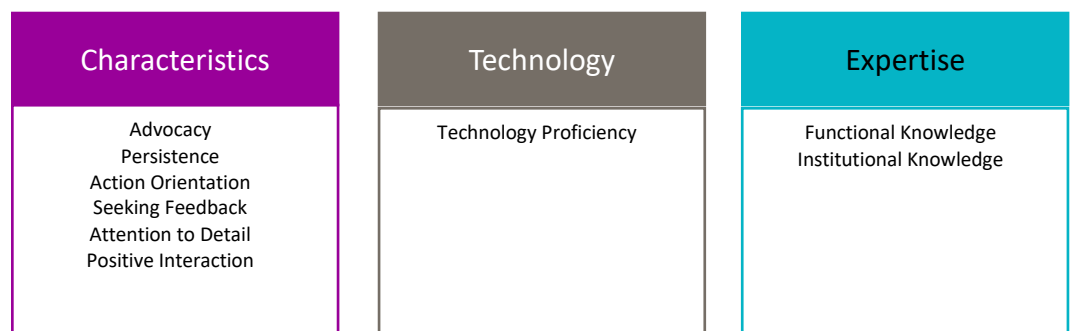 Characteristics
Advocacy
Persistence
Action Orientation
Seeking Feedback
Attention to Detail
Positive Interaction
Technology
Technology Proficiency
Expertise
Functional Knowledge
Institutional Knowledge